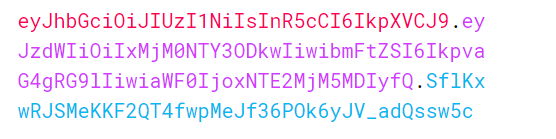 eyJhbGciOiJIUzI1NiIsInR5cCI6IkpXVCJ9.ey
JzdWIiOiIxMjM0NTY3ODkwIiwibmFtZSI6Ikpva
G4gRG9lIiwiaWF0IjoxNTE2MjM5MDIyfQ.SflKx
wRJSMeKKF2QT4fwpMeJf36POk6yJV_adQssw5c